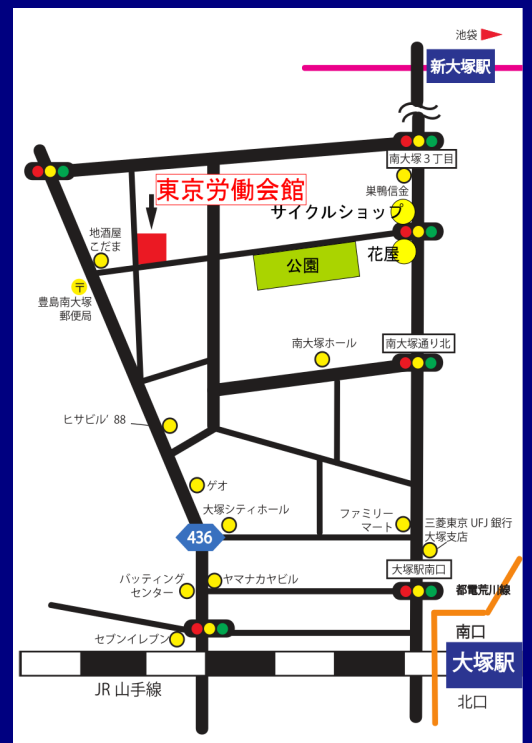 池袋
新大塚駅
南大塚３丁目
巣鴨信金
東京労働会館
サイクルショップ
地酒屋
こだま
花屋
公園
〒
豊島南大塚
郵便局
南大塚ホール
南大塚通り北
ヒサビル’88
ゲオ
大塚シティホール
ファミリー
マート
三菱東京 UFJ 銀行
大塚支店
436
大塚駅南口
バッティング
センター
ヤマナカヤビル
都電荒川線
セブンイレブン
南口
大塚駅
JR 山手線
北口